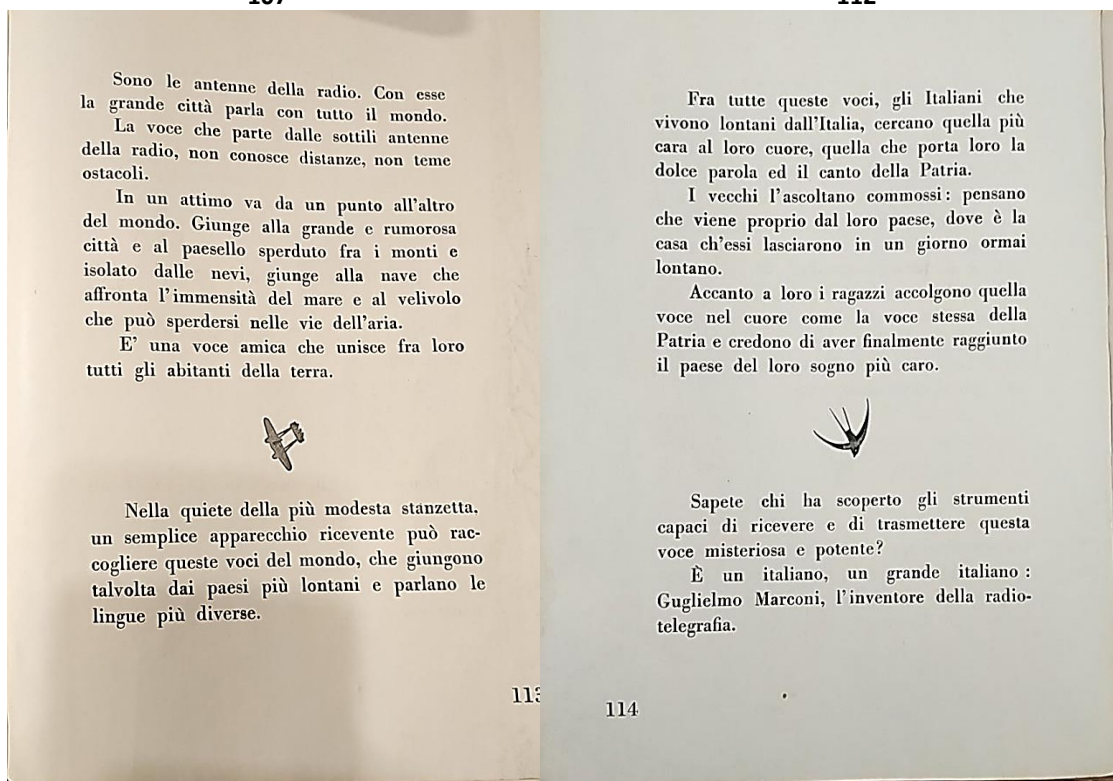 Sono le antenne della radio. Con esse
la grande città parla con tutto il mondo.
La voce che parte dalle sottili antenne
della radio, non conosce distanze, non teme
ostacoli.
In un attimo va da un punto all'altro
del mondo. Giunge alla grande e rumorosa
città e al paesello sperduto fra i monti e
isolato dalle nevi, giunge alla nave che
affronta l'immensità del mare e al velivolo
che può sperdersi nelle vie dell'aria.
E' una voce amica che unisce fra loro
tutti gli abitanti della terra.
Nella quiete della più modesta stanzetta,
un semplice apparecchio ricevente può rac-
cogliere queste voci del mondo, che giungono
talvolta dai paesi più lontani e parlano le
lingue più diverse.
113
Fra tutte queste voci, gli Italiani che
vivono lontani dall'Italia, cercano quella più
cara al loro cuore, quella che porta loro la
dolce parola ed il canto della Patria.
I vecchi l'ascoltano commossi: pensano
che viene proprio dal loro paese, dove è la
casa ch'essi lasciarono in un giorno ormai
lontano.
Accanto a loro i ragazzi accolgono quella
voce nel cuore come la voce stessa della
Patria e credono di aver finalmente raggiunto
il paese del loro sogno più caro.
Sapete chi ha scoperto gli strumenti
capaci di ricevere e di trasmettere questa
voce misteriosa e potente?
È un italiano, un grande italiano:
Guglielmo Marconi, l'inventore della radio-
telegrafia.
114